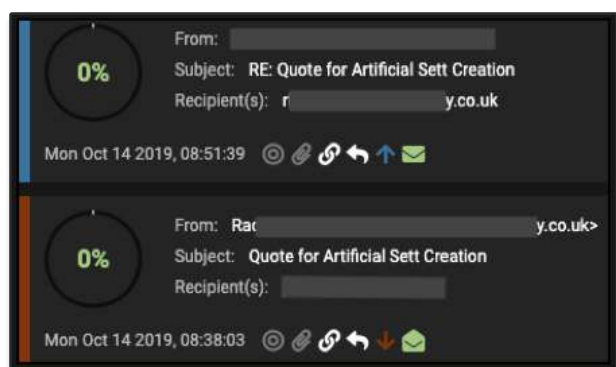 0%
From:
Subject: RE: Quote for Artificial Sett Creation
Recipient(s): r y.co.uk
Mon Oct 14 2019, 08:51:39
0%
From: Rac y.co.uk>
Subject: Quote for Artificial Sett Creation
Recipient(s):
Mon Oct 14 2019, 08:38:03